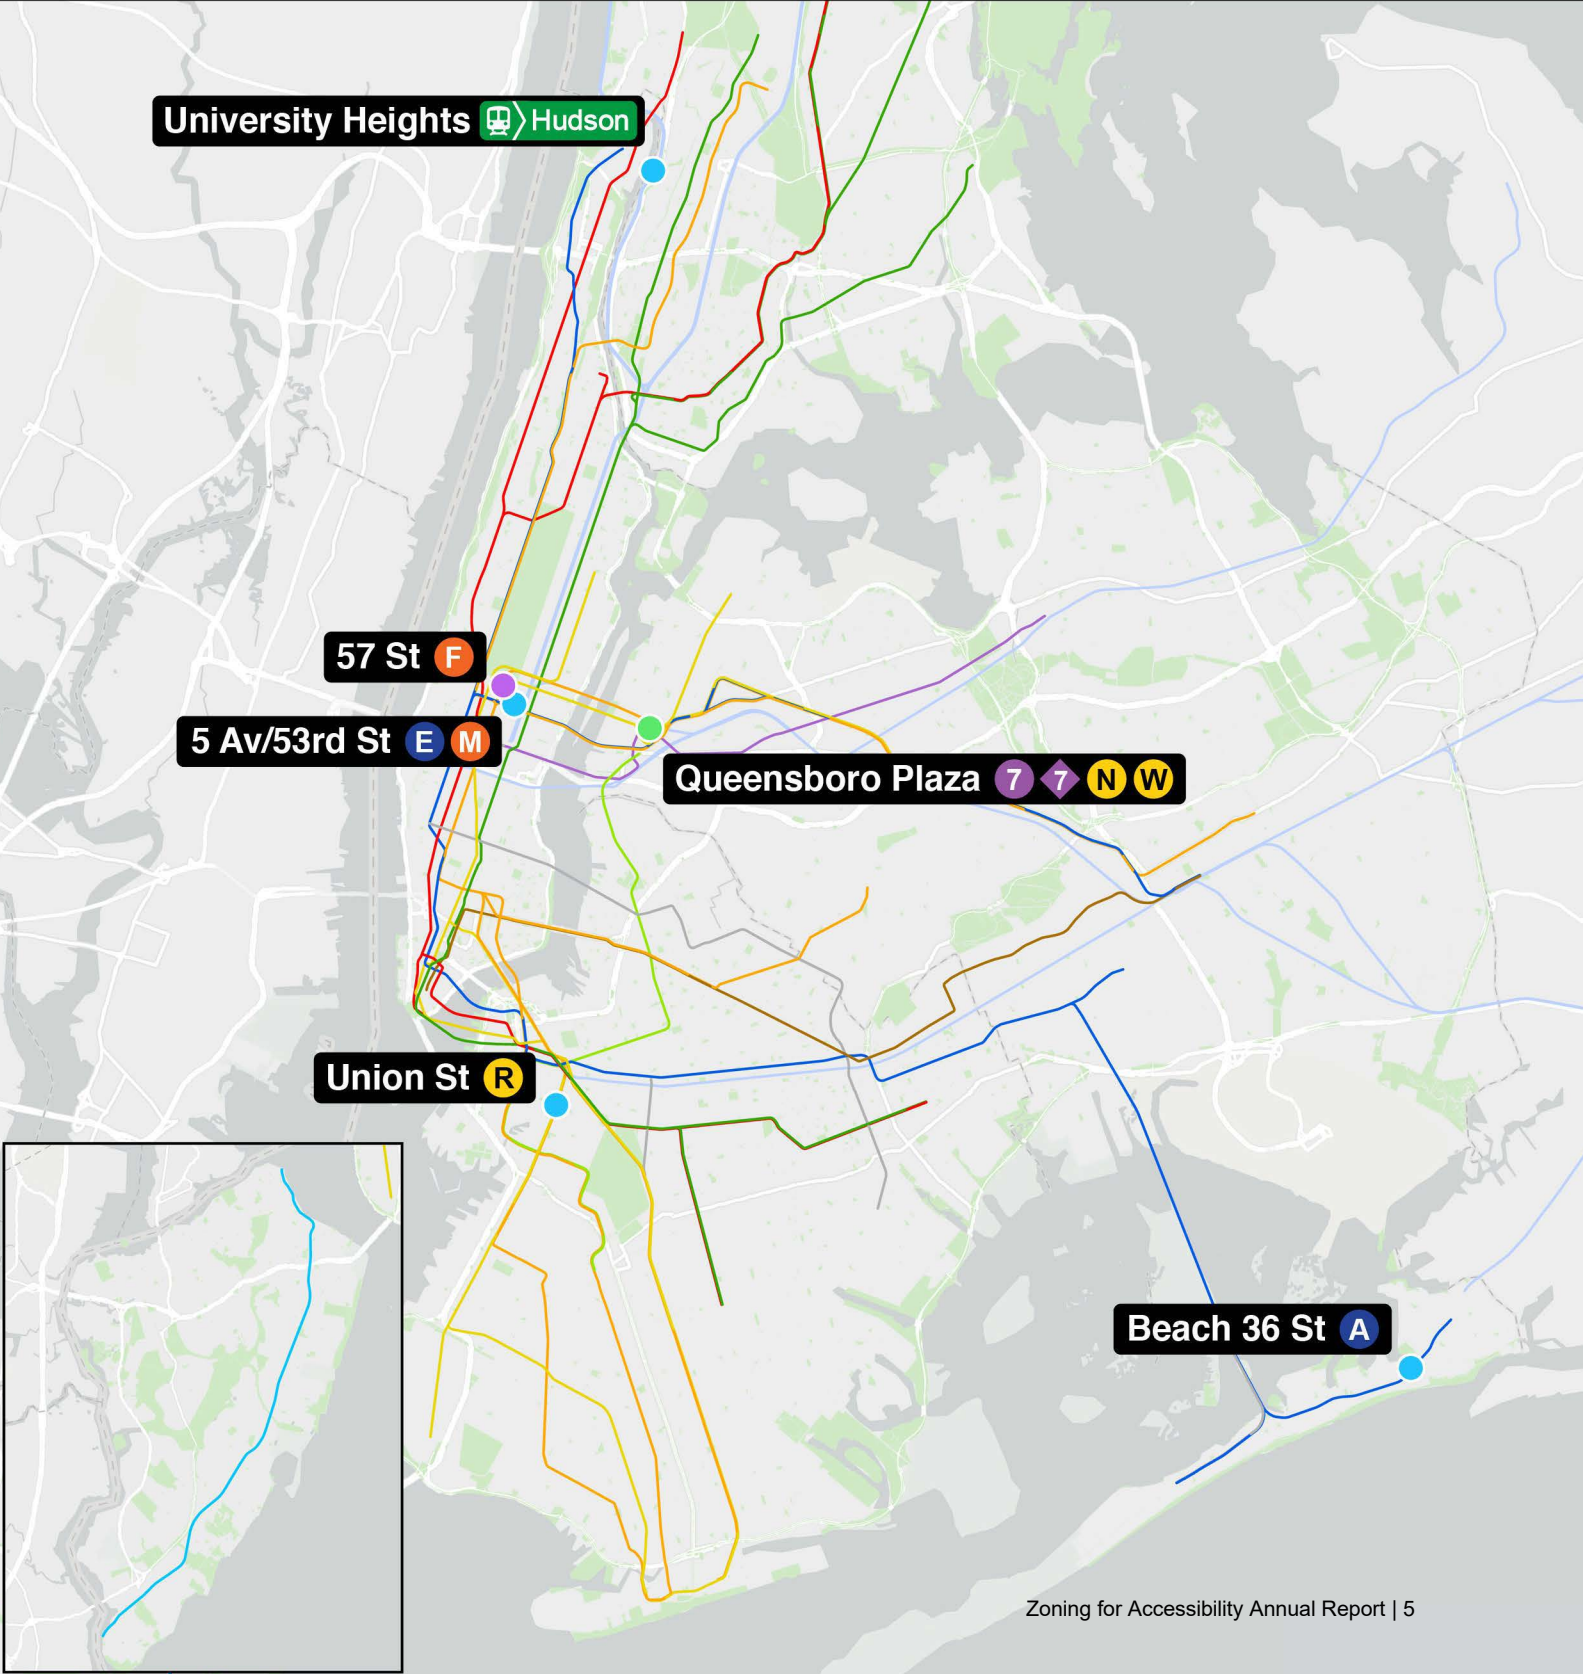 University Heights Hudson
57 St F
5 Av/53rd St E M
Queensboro Plaza 7 7 N W
Union St R
Beach 36 St A
Zoning for Accessibility Annual Report | 5